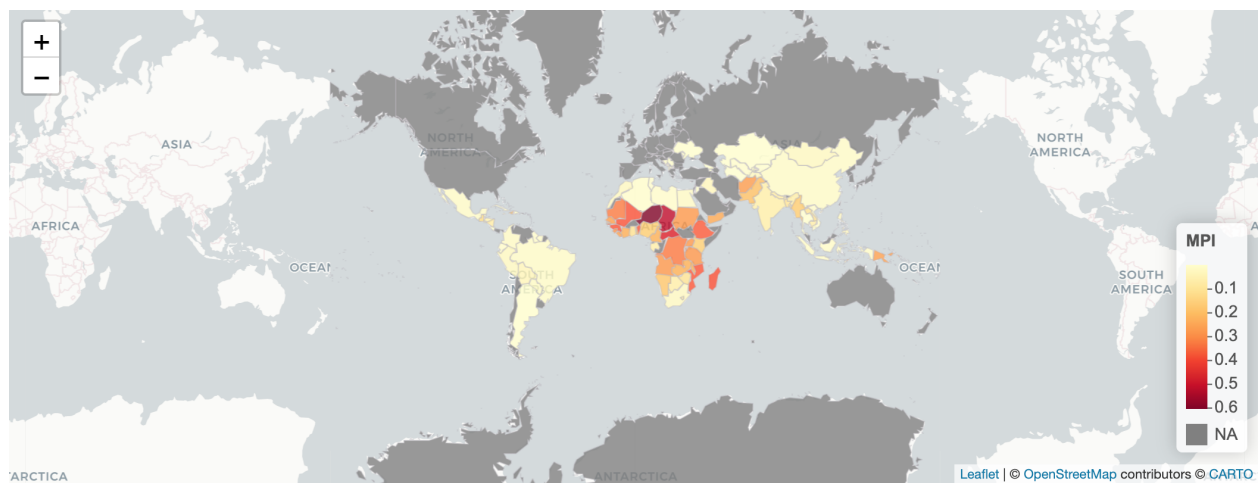 +
−
ASIA
NORTH
AMERICA
NORTH
AMERICA
AFRICA
OCEAN
OCEAN
SOUTH
AMERICA
SOUTH
AMERICA
MPI
0.1
0.2
0.3
0.4
0.5
0.6
NA
TARCTICA
ANTARCTICA
Leaflet | © OpenStreetMap contributors © CARTO